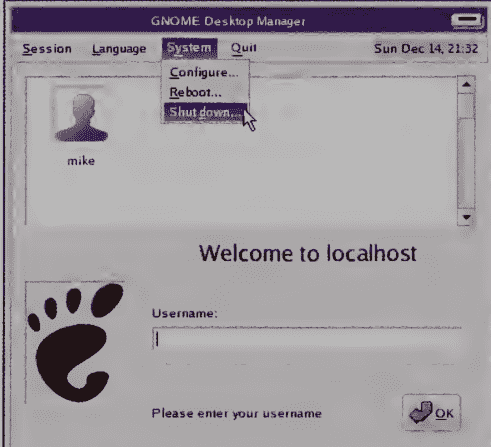 GNOME Desktop Manager
Session Language System Quit Sun Dec 14, 21:32
Configure...
Reboot...
Shut down...
mike
Welcome to localhost
Username:
Please enter your username
OK